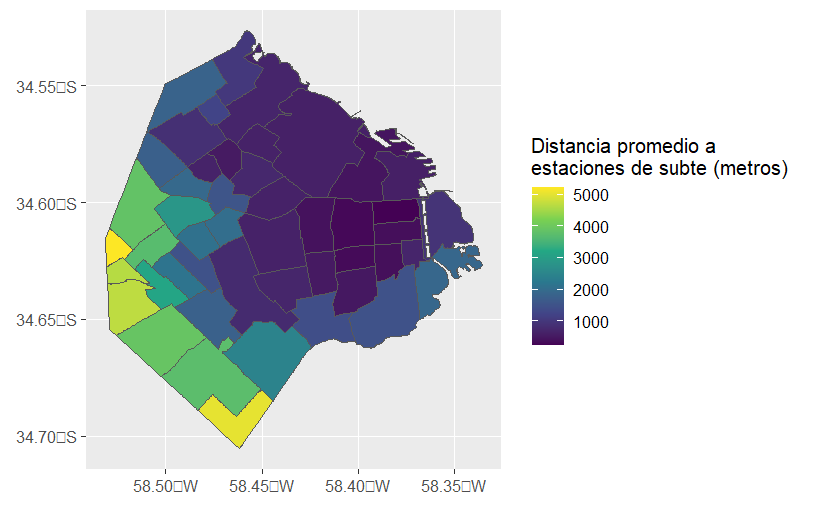 Distancia promedio a
estaciones de subte (metros)
5000
4000
3000
2000
1000
34.55□S
34.60□S
34.65□S
34.70□S
58.50□W 58.45□W 58.40□W 58.35□W